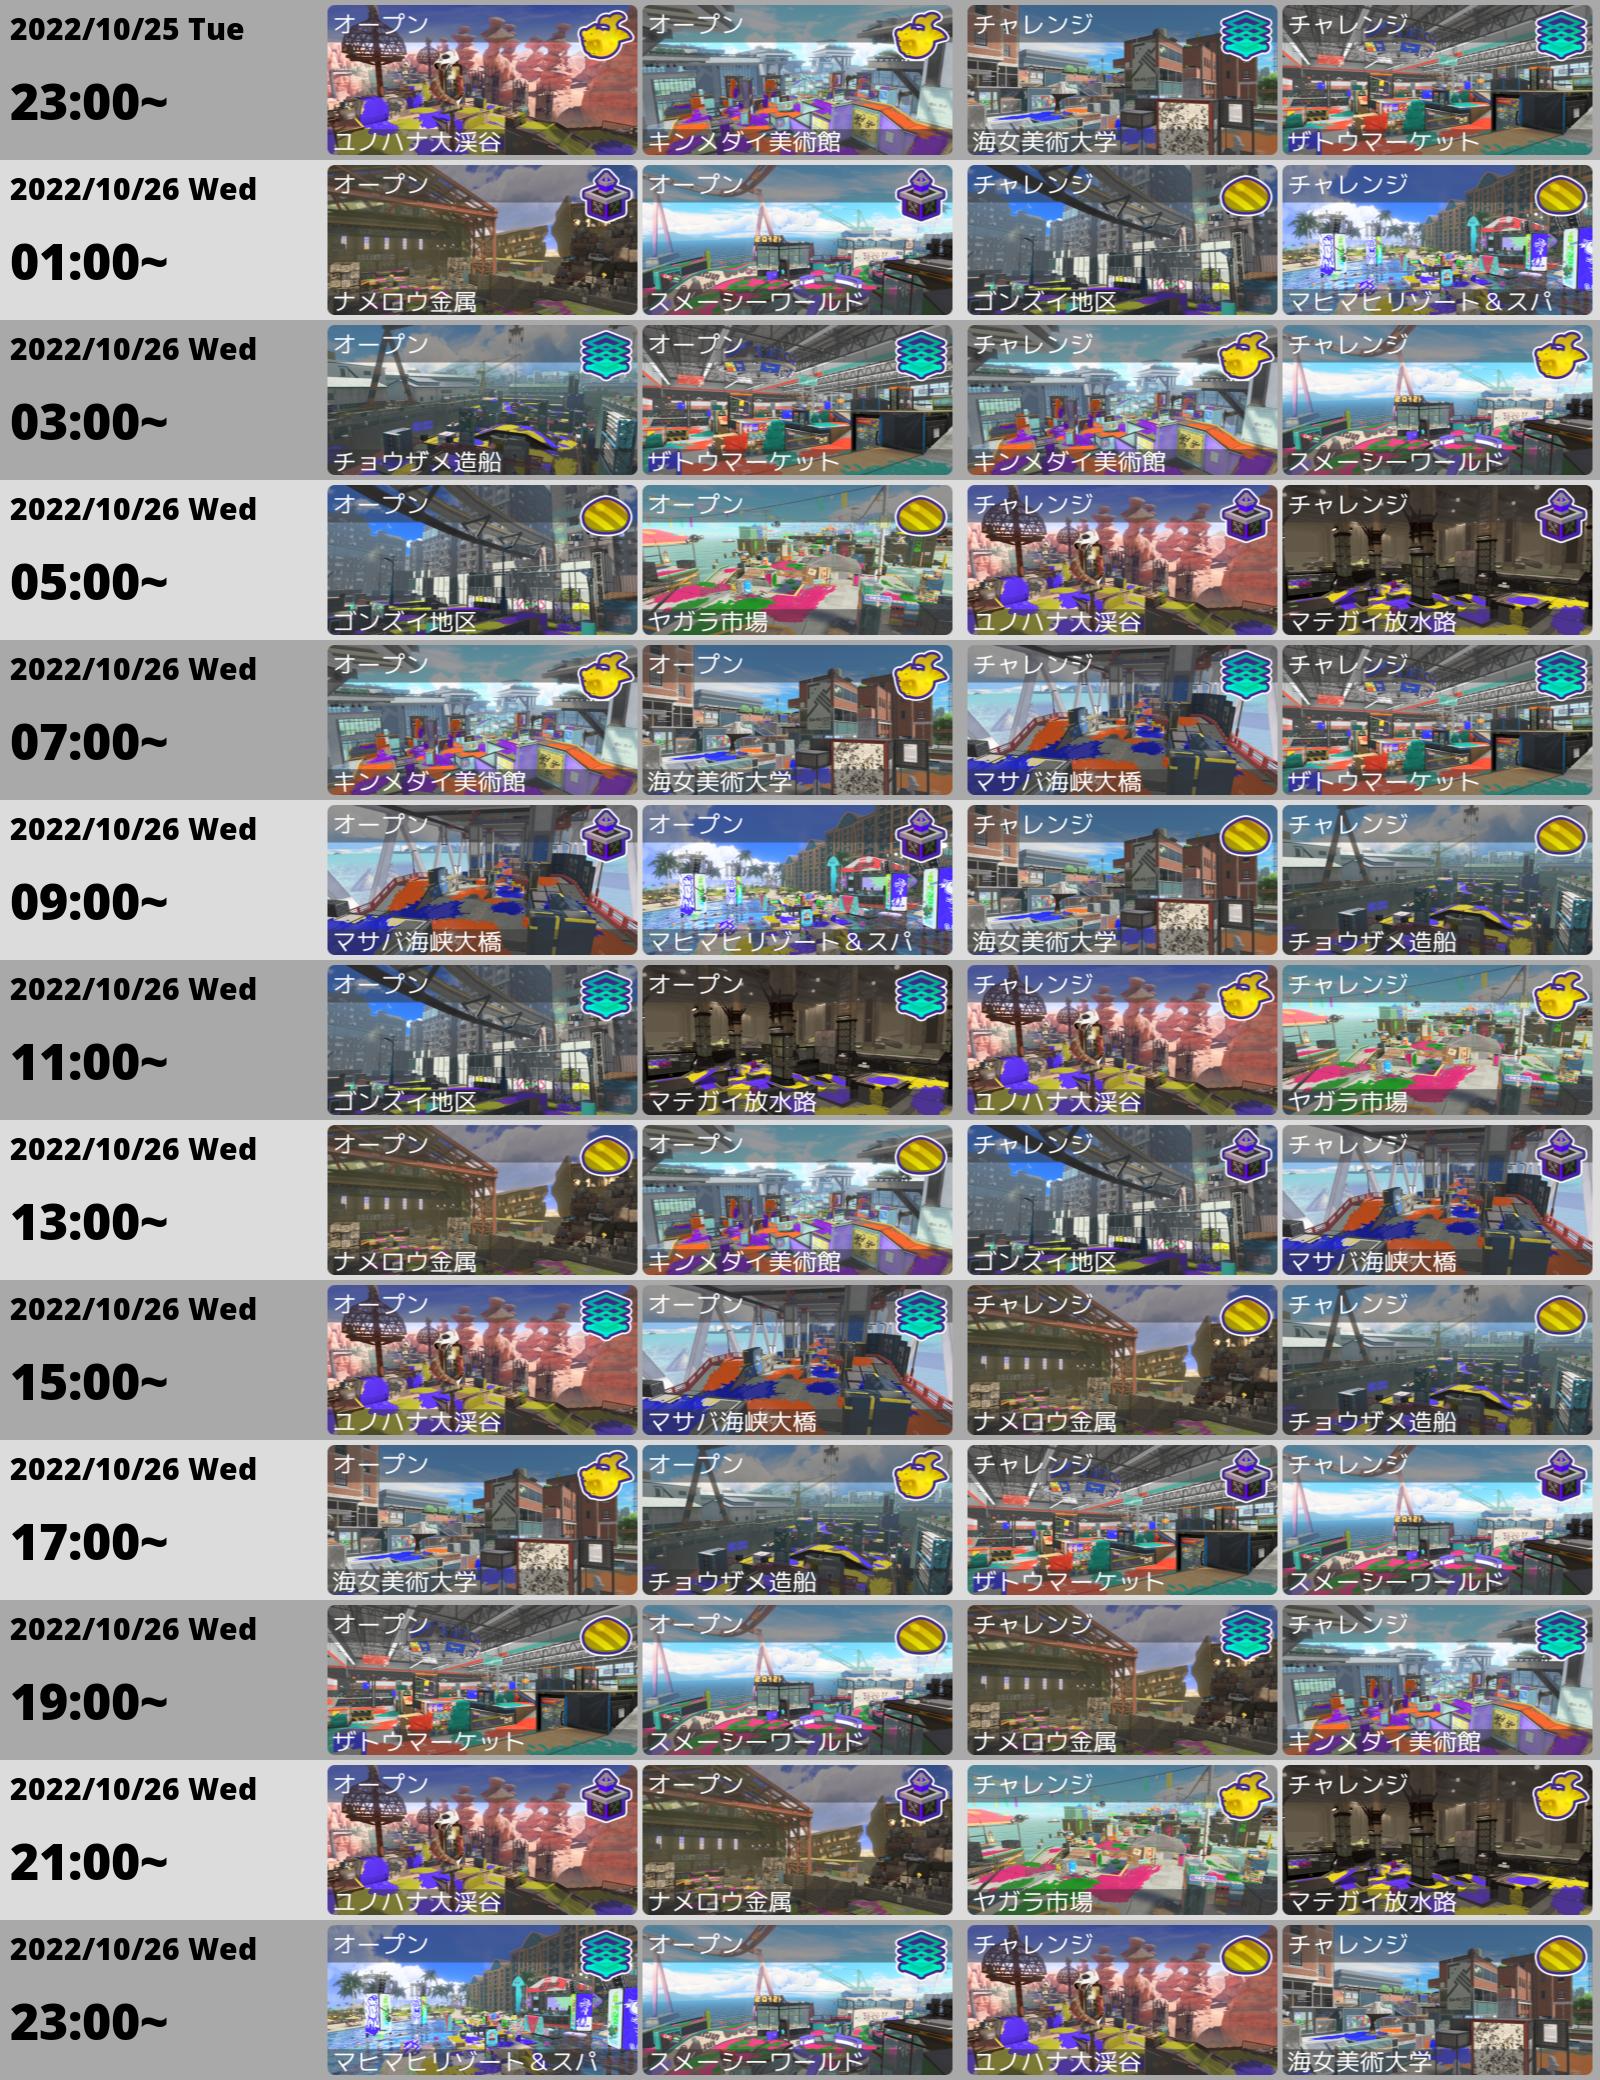 2022/10/25 Tue
23:00~
オープン オープン チャレンジ チャレンジ
ユノハナ大渓谷 キンメダイ美術館 海女美術大学 ザトウマーケット
2022/10/26 Wed
01:00~
オープン オープン チャレンジ チャレンジ
ナメロウ金属 スメーシーワールド ゴンズイ地区 マヒマヒリゾート＆スパ
2022/10/26 Wed
03:00~
オープン オープン チャレンジ チャレンジ
チョウザメ造船 ザトウマーケット キンメダイ美術館 スメーシーワールド
2022/10/26 Wed
05:00~
オープン オープン チャレンジ チャレンジ
ゴンズイ地区 ヤガラ市場 ユノハナ大渓谷 マテガイ放水路
2022/10/26 Wed
07:00~
オープン オープン チャレンジ チャレンジ
キンメダイ美術館 海女美術大学 マサバ海峡大橋 ザトウマーケット
2022/10/26 Wed
09:00~
オープン オープン チャレンジ チャレンジ
マサバ海峡大橋 マヒマヒリゾート＆スパ 海女美術大学 チョウザメ造船
2022/10/26 Wed
11:00~
オープン オープン チャレンジ チャレンジ
ゴンズイ地区 マテガイ放水路 ユノハナ大渓谷 ヤガラ市場
2022/10/26 Wed
13:00~
オープン オープン チャレンジ チャレンジ
ナメロウ金属 キンメダイ美術館 ゴンズイ地区 マサバ海峡大橋
2022/10/26 Wed
15:00~
オープン オープン チャレンジ チャレンジ
ユノハナ大渓谷 マサバ海峡大橋 ナメロウ金属 チョウザメ造船
2022/10/26 Wed
17:00~
オープン オープン チャレンジ チャレンジ
海女美術大学 チョウザメ造船 ザトウマーケット スメーシーワールド
2022/10/26 Wed
19:00~
オープン オープン チャレンジ チャレンジ
ザトウマーケット スメーシーワールド ナメロウ金属 キンメダイ美術館
2022/10/26 Wed
21:00~
オープン オープン チャレンジ チャレンジ
ユノハナ大渓谷 ナメロウ金属 ヤガラ市場 マテガイ放水路
2022/10/26 Wed
23:00~
オープン オープン チャレンジ チャレンジ
マヒマヒリゾート＆スパ スメーシーワールド ユノハナ大渓谷 海女美術大学